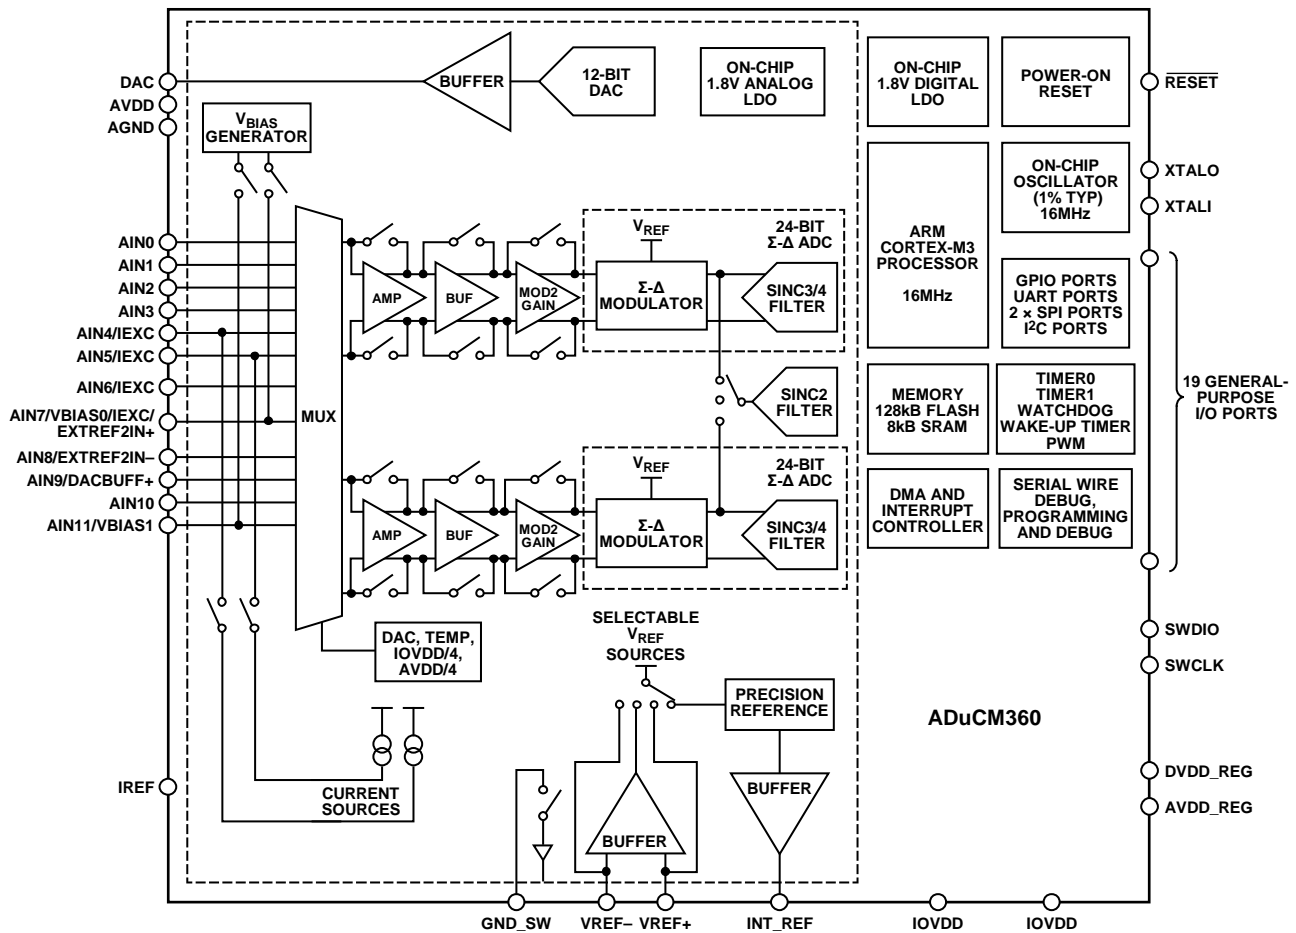 DAC
AVDD
AGND
BUFFER
12-BIT
DAC
ON-CHIP
1.8V ANALOG
LDO
ON-CHIP
1.8V DIGITAL
LDO
POWER-ON
RESET
RESET
VBIAS
GENERATOR
ARM
CORTEX-M3
PROCESSOR
16MHz
ON-CHIP
OSCILLATOR
(1% TYP)
16MHz
XTALO
XTALI
AIN0
AIN1
AIN2
AIN3
AIN4/IEXC
AIN5/IEXC
AIN6/IEXC
AIN7/VBIAS0/IEXC/
EXTREF2IN+
AIN8/EXTREF2IN–
AIN9/DACBUFF+
AIN10
AIN11/VBIAS1
MUX
AMP
BUF
MOD2
GAIN
VREF
24-BIT
Σ-Δ ADC
Σ-Δ
MODULATOR
SINC3/4
FILTER
GPIO PORTS
UART PORTS
2 × SPI PORTS
I2C PORTS
SINC2
FILTER
MEMORY
128kB FLASH
8kB SRAM
TIMER0
TIMER1
WATCHDOG
WAKE-UP TIMER
PWM
19 GENERAL-
PURPOSE
I/O PORTS
AMP
BUF
MOD2
GAIN
VREF
24-BIT
Σ-Δ ADC
Σ-Δ
MODULATOR
SINC3/4
FILTER
DMA AND
INTERRUPT
CONTROLLER
SERIAL WIRE
DEBUG,
PROGRAMMING
AND DEBUG
DAC, TEMP,
IOVDD/4,
AVDD/4
SELECTABLE
VREF
SOURCES
PRECISION
REFERENCE
SWDIO
SWCLK
ADuCM360
IREF
CURRENT
SOURCES
BUFFER
BUFFER
DVDD_REG
AVDD_REG
GND_SW
VREF–
VREF+
INT_REF
IOVDD
IOVDD